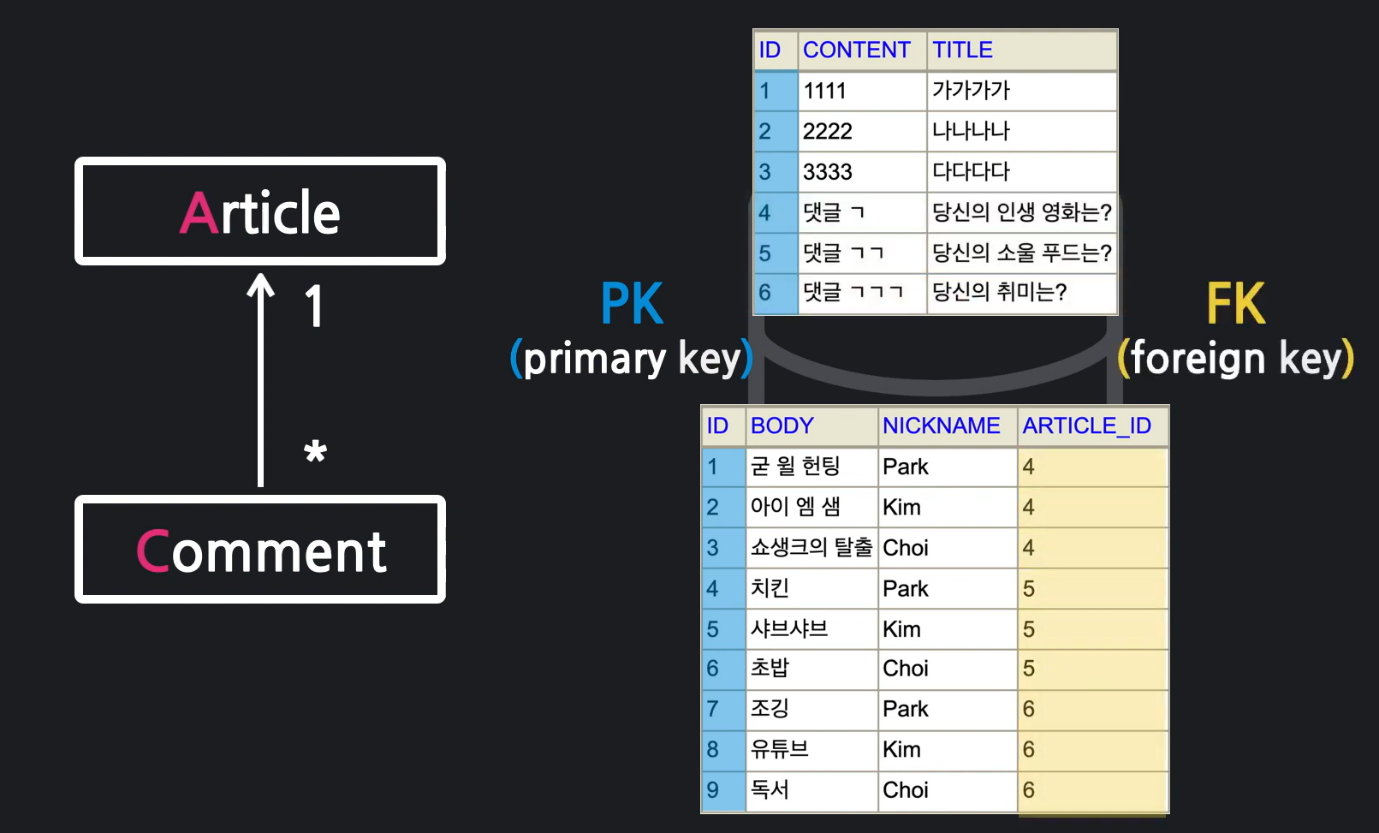 Article
1
*
Comment
PK
(primary key)
FK
(foreign key)
ID CONTENT TITLE
1 1111 가가가가
2 2222 나나나나
3 3333 다다다다
4 댓글 ㄱ 당신의 인생 영화는?
5 댓글 ㄱㄱ 당신의 소울 푸드는?
6 댓글 ㄱㄱㄱ 당신의 취미는?
ID BODY NICKNAME ARTICLE_ID
1 굳 윌 헌팅 Park 4
2 아이 엠 샘 Kim 4
3 쇼생크의 탈출 Choi 4
4 치킨 Park 5
5 샤브샤브 Kim 5
6 초밥 Choi 5
7 조깅 Park 6
8 유튜브 Kim 6
9 독서 Choi 6